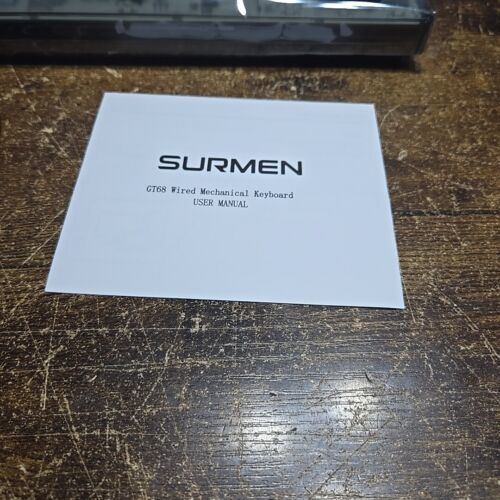 SURMEN
GT68 Wired Mechanical Keyboard
USER MANUAL